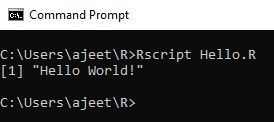 Command Prompt
C:\Users\ajeet\R>Rscript Hello.R
[1] "Hello World!"
C:\Users\ajeet\R>